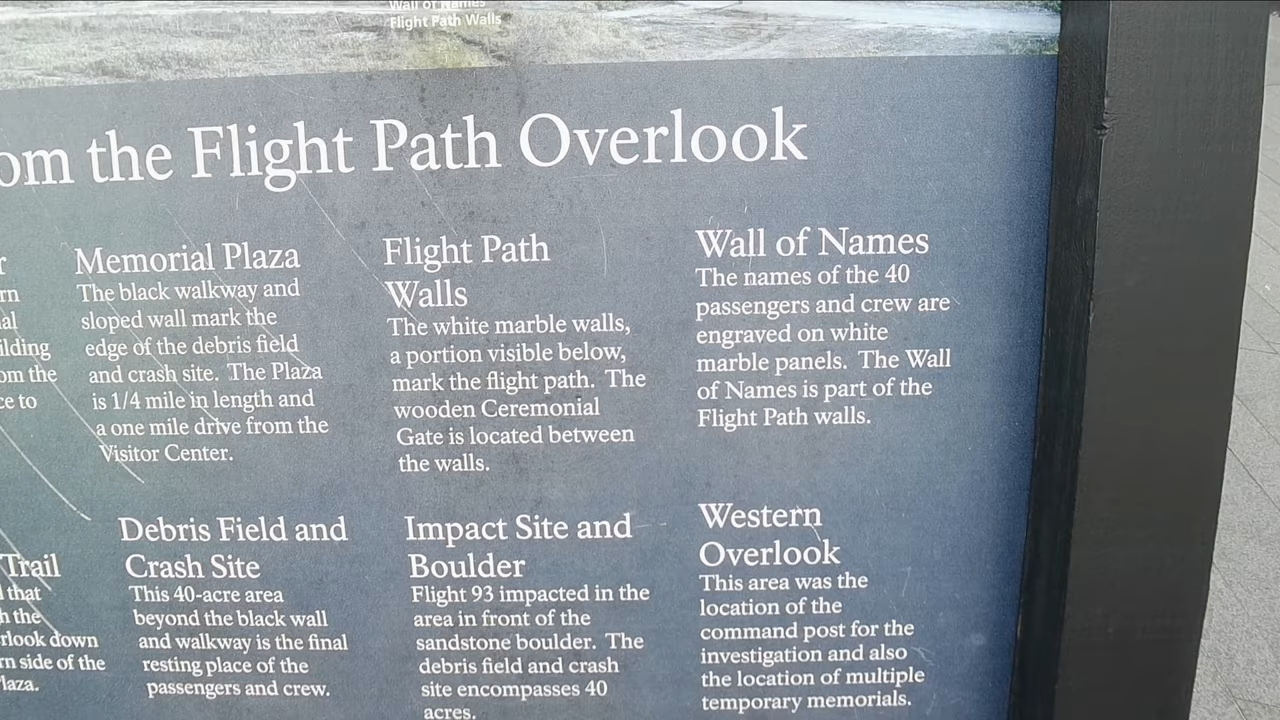 Wall of Names
Flight Path Walls
the Flight Path Overlook
Memorial Plaza
The black walkway and
sloped wall mark the
edge of the debris field
and crash site. The Plaza
is 1/4 mile in length and
a one mile drive from the
Visitor Center.
Flight Path
Walls
The white marble walls,
a portion visible below,
mark the flight path. The
wooden Ceremonial
Gate is located between
the walls.
Wall of Names
The names of the 40
passengers and crew are
engraved on white
marble panels. The Wall
of Names is part of the
Flight Path walls.
the
to
Trail
that
the
down
side of the
Debris Field and
Crash Site
This 40-acre area
beyond the black wall
and walkway is the final
resting place of the
passengers and crew.
Impact Site and
Boulder
Flight 93 impacted in the
area in front of the
sandstone boulder. The
debris field and crash
site encompasses 40
acres.
Western
Overlook
This area was the
location of the
command post for the
investigation and also
the location of multiple
temporary memorials.